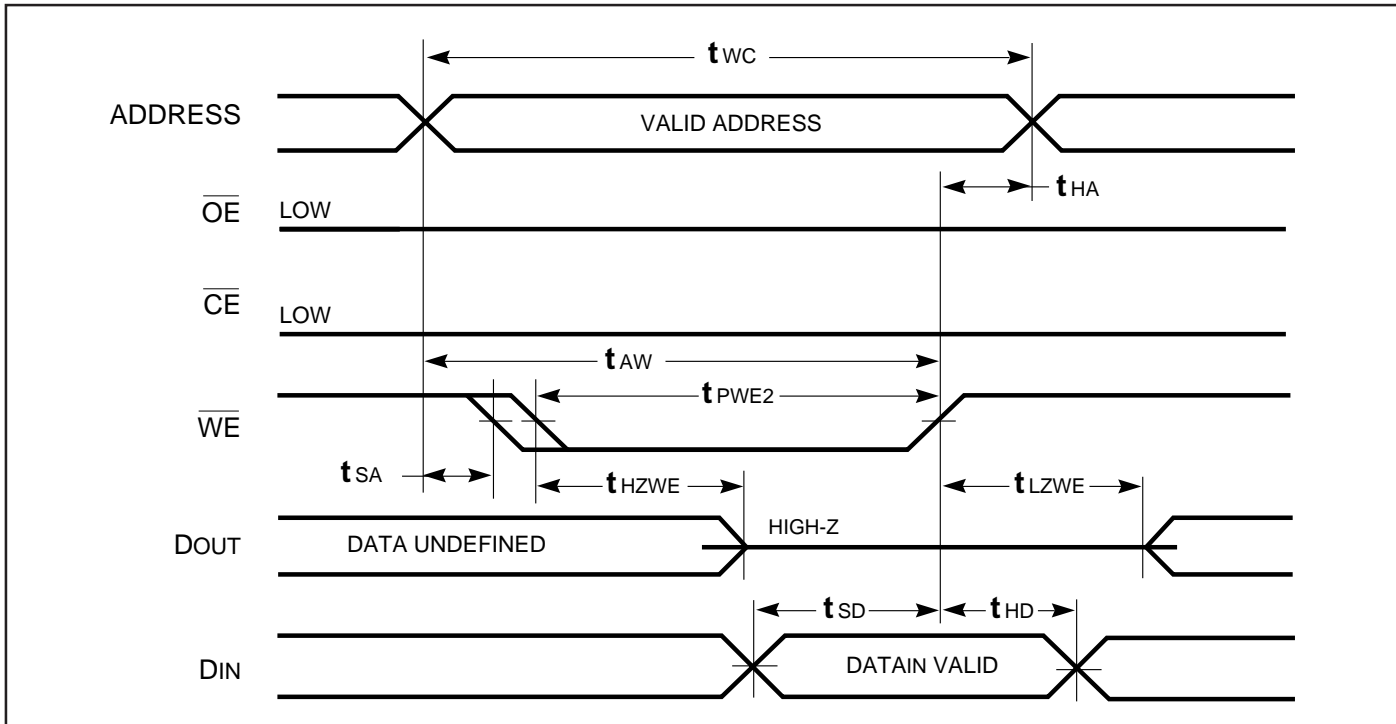 tWC
ADDRESS
VALID ADDRESS
tHA
OE
LOW
CE
LOW
tAW
tPWE2
WE
tSA
tHZWE
tLZWE
HIGH-Z
DOUT
DATA UNDEFINED
tSD
tHD
DIN
DATAIN VALID